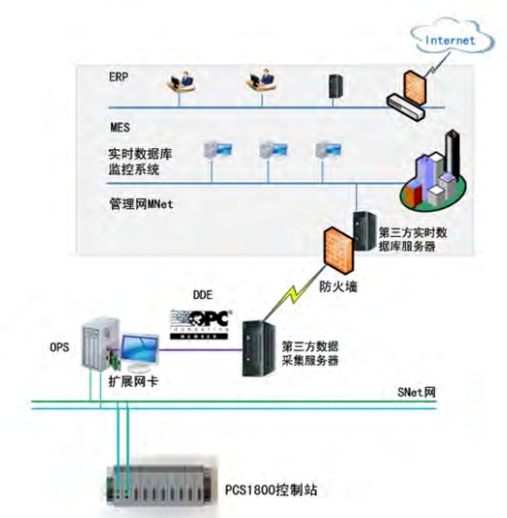 Internet
ERP
MES
实时数据库
监控系统
管理网MNet
第三方实时数
据库服务器
防火墙
DDE
OPC
FOUNDATION
MEMBER
OPS
扩展网卡
第三方数据
采集服务器
SNet网
PCS1800控制站